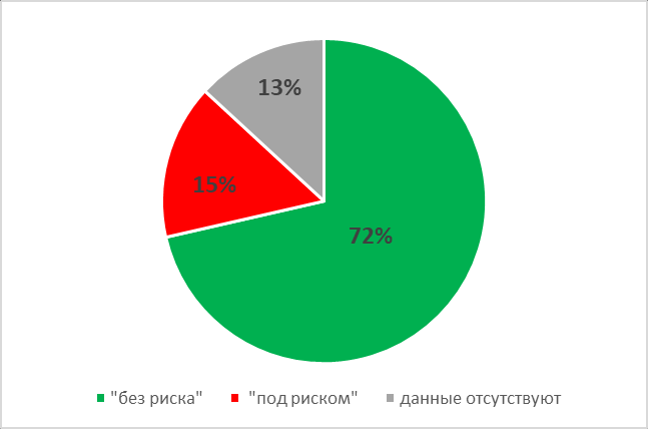 13%
15%
72%
"без риска" "под риском" данные отсутствуют